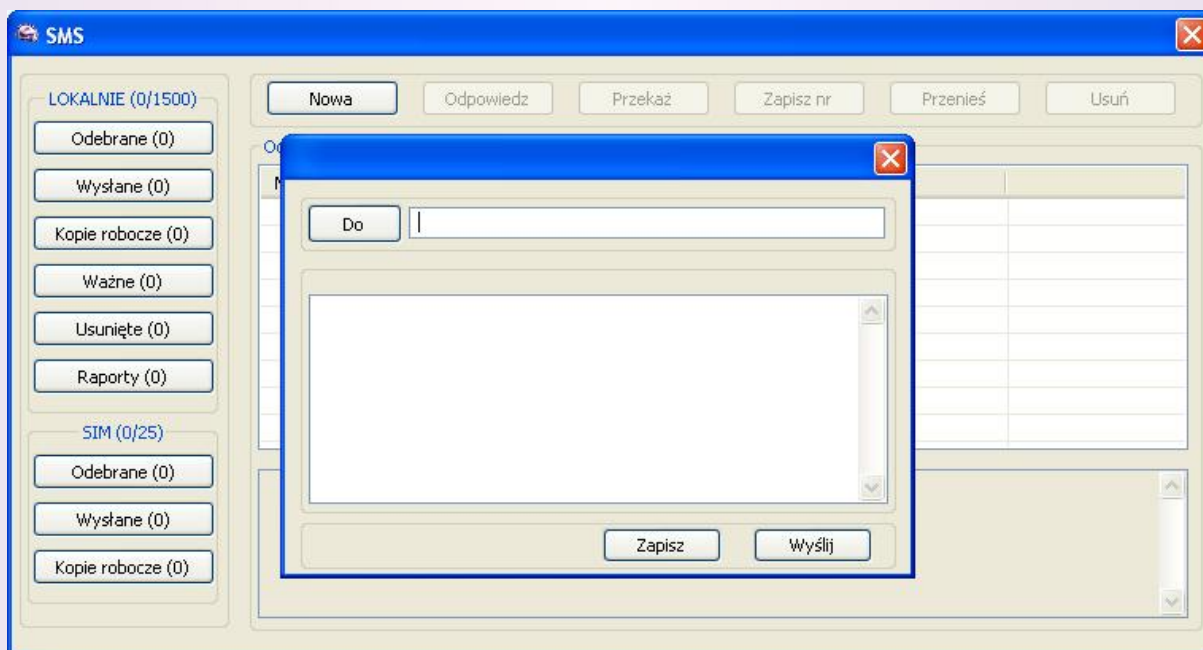 SMS
LOKALNIE (0/1500)
Odebrane (0)
Wysłane (0)
Kopie robocze (0)
Ważne (0)
Usunięte (0)
Raporty (0)
SIM (0/25)
Odebrane (0)
Wysłane (0)
Kopie robocze (0)
Nowa
Odpowiedz
Przekaż
Zapisz nr
Przenieś
Usuń
Do
Zapisz
Wyślij